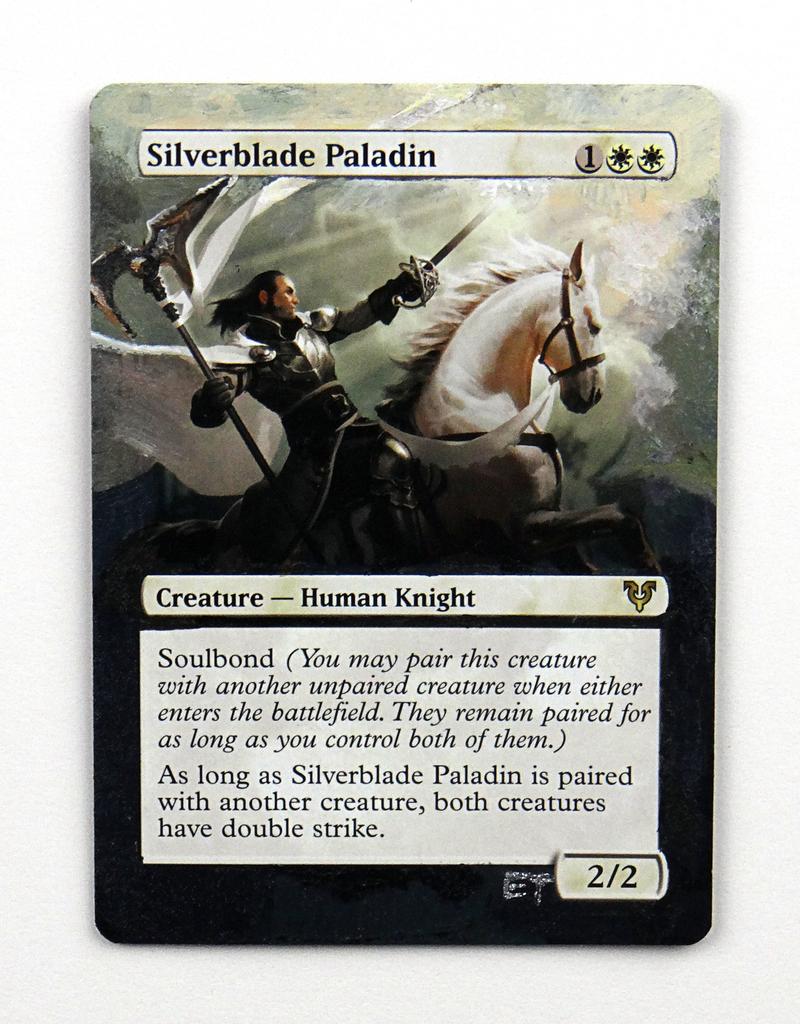 Silverblade Paladin 1
Creature — Human Knight
Soulbond (You may pair this creature
with another unpaired creature when either
enters the battlefield. They remain paired for
as long as you control both of them.)
As long as Silverblade Paladin is paired
with another creature, both creatures
have double strike.
ET
2/2